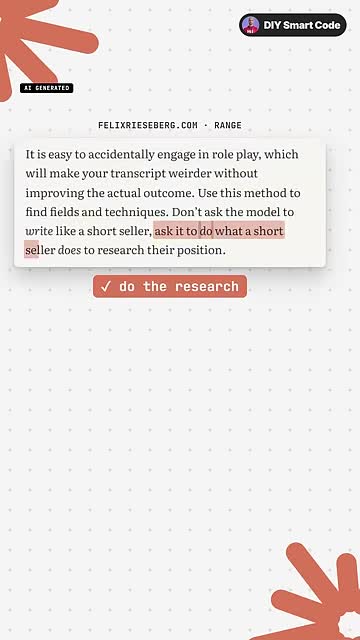 DIY Smart Code
AI GENERATED
FELIXRIESEBERG.COM · RANGE
It is easy to accidentally engage in role play, which
will make your transcript weirder without
improving the actual outcome. Use this method to
find fields and techniques. Don't ask the model to
write like a short seller, ask it to do what a short
seller does to research their position.
✓ do the research